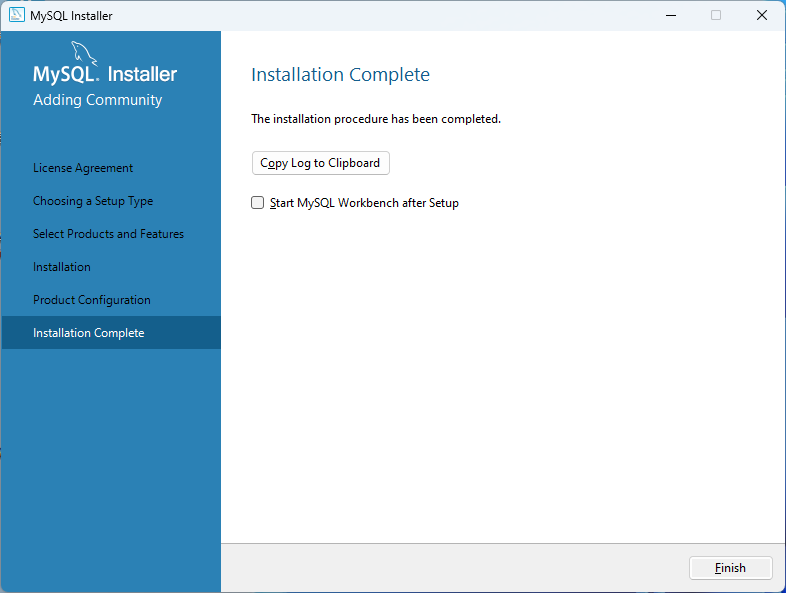 MySQL Installer
MySQL. Installer
Adding Community
License Agreement
Choosing a Setup Type
Select Products and Features
Installation
Product Configuration
Installation Complete
Installation Complete
The installation procedure has been completed.
Copy Log to Clipboard
Start MySQL Workbench after Setup
Finish